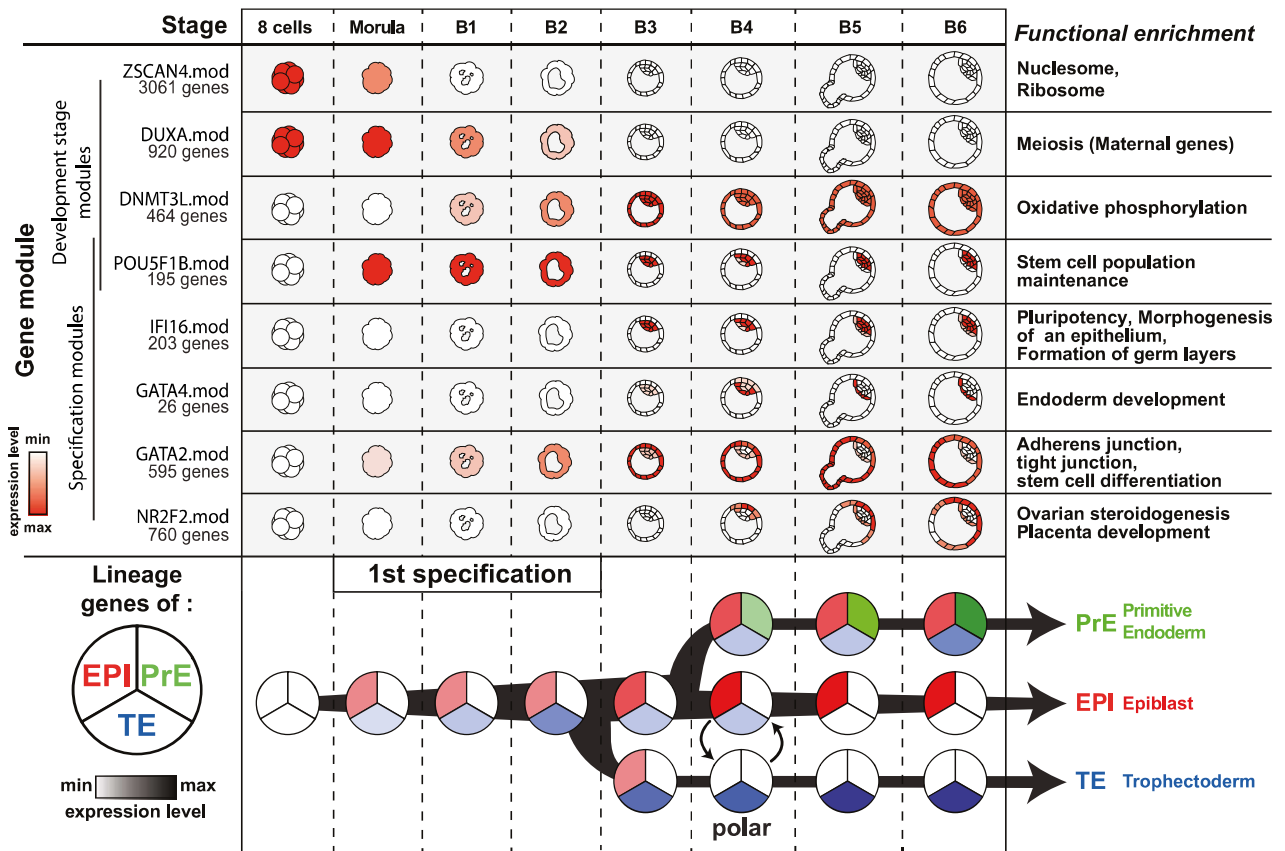 Stage 8 cells Morula B1 B2 B3 B4 B5 B6 Functional enrichment
Gene module
Development stage
modules
Specification modules
ZSCAN4.mod
3061 genes
Nuclesome,
Ribosome
DUXA.mod
920 genes
Meiosis (Maternal genes)
DNMT3L.mod
464 genes
Oxidative phosphorylation
POU5F1B.mod
195 genes
Stem cell population
maintenance
IFI16.mod
203 genes
Pluripotency, Morphogenesis
of an epithelium,
Formation of germ layers
GATA4.mod
26 genes
Endoderm development
GATA2.mod
595 genes
Adherens junction,
tight junction,
stem cell differentiation
NR2F2.mod
760 genes
Ovarian steroidogenesis
Placenta development
expression level
min
max
Lineage
genes of :
EPI PrE
TE
min max
expression level
1st specification
PrE Primitive
Endoderm
EPI Epiblast
TE Trophectoderm
polar